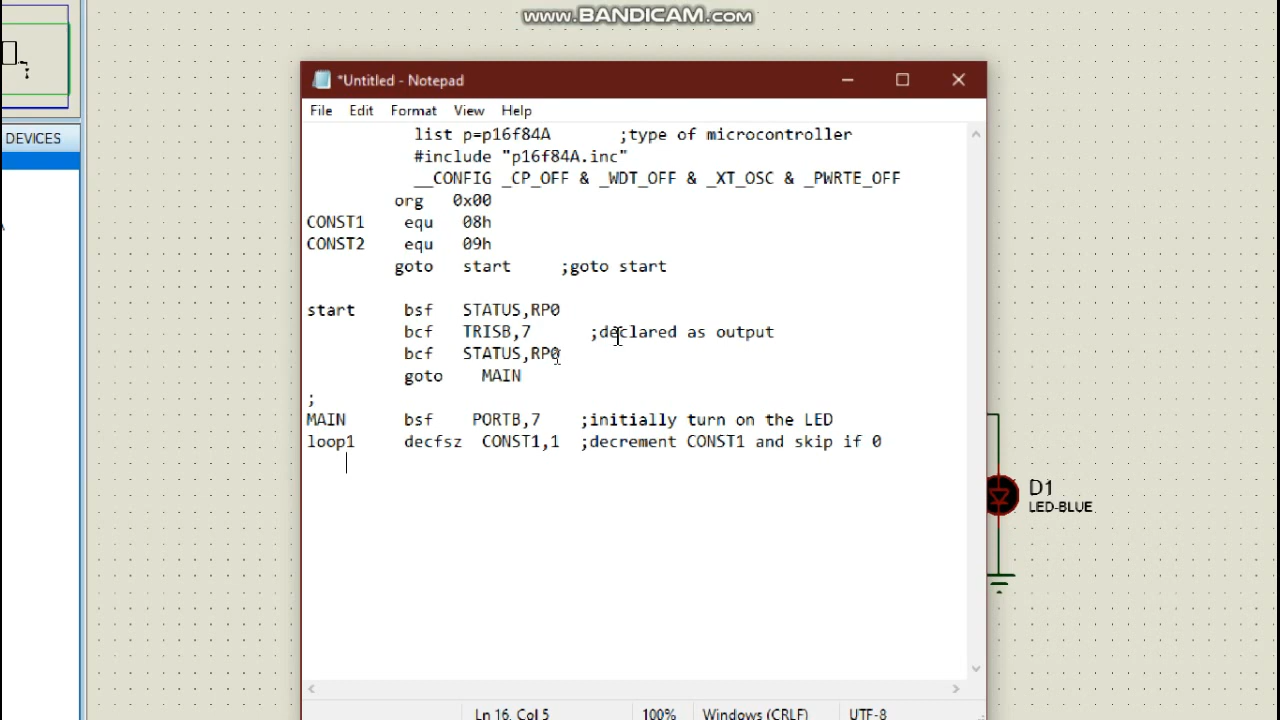 www.BANDICAM.com
*Untitled - Notepad
File Edit Format View Help
DEVICES
list p=p16f84A ;type of microcontroller
#include "p16f84A.inc"
__CONFIG _CP_OFF & _WDT_OFF & _XT_OSC & _PWRTE_OFF
org 0x00
CONST1 equ 08h
CONST2 equ 09h
goto start ;goto start
start bsf STATUS,RP0
bcf TRISB,7 ;declared as output
bcf STATUS,RP0
goto MAIN
;
MAIN bsf PORTB,7 ;initially turn on the LED
loop1 decfsz CONST1,1 ;decrement CONST1 and skip if 0
D1
LED-BLUE
Ln 16, Col 5 100% Windows (CRLF) UTF-8